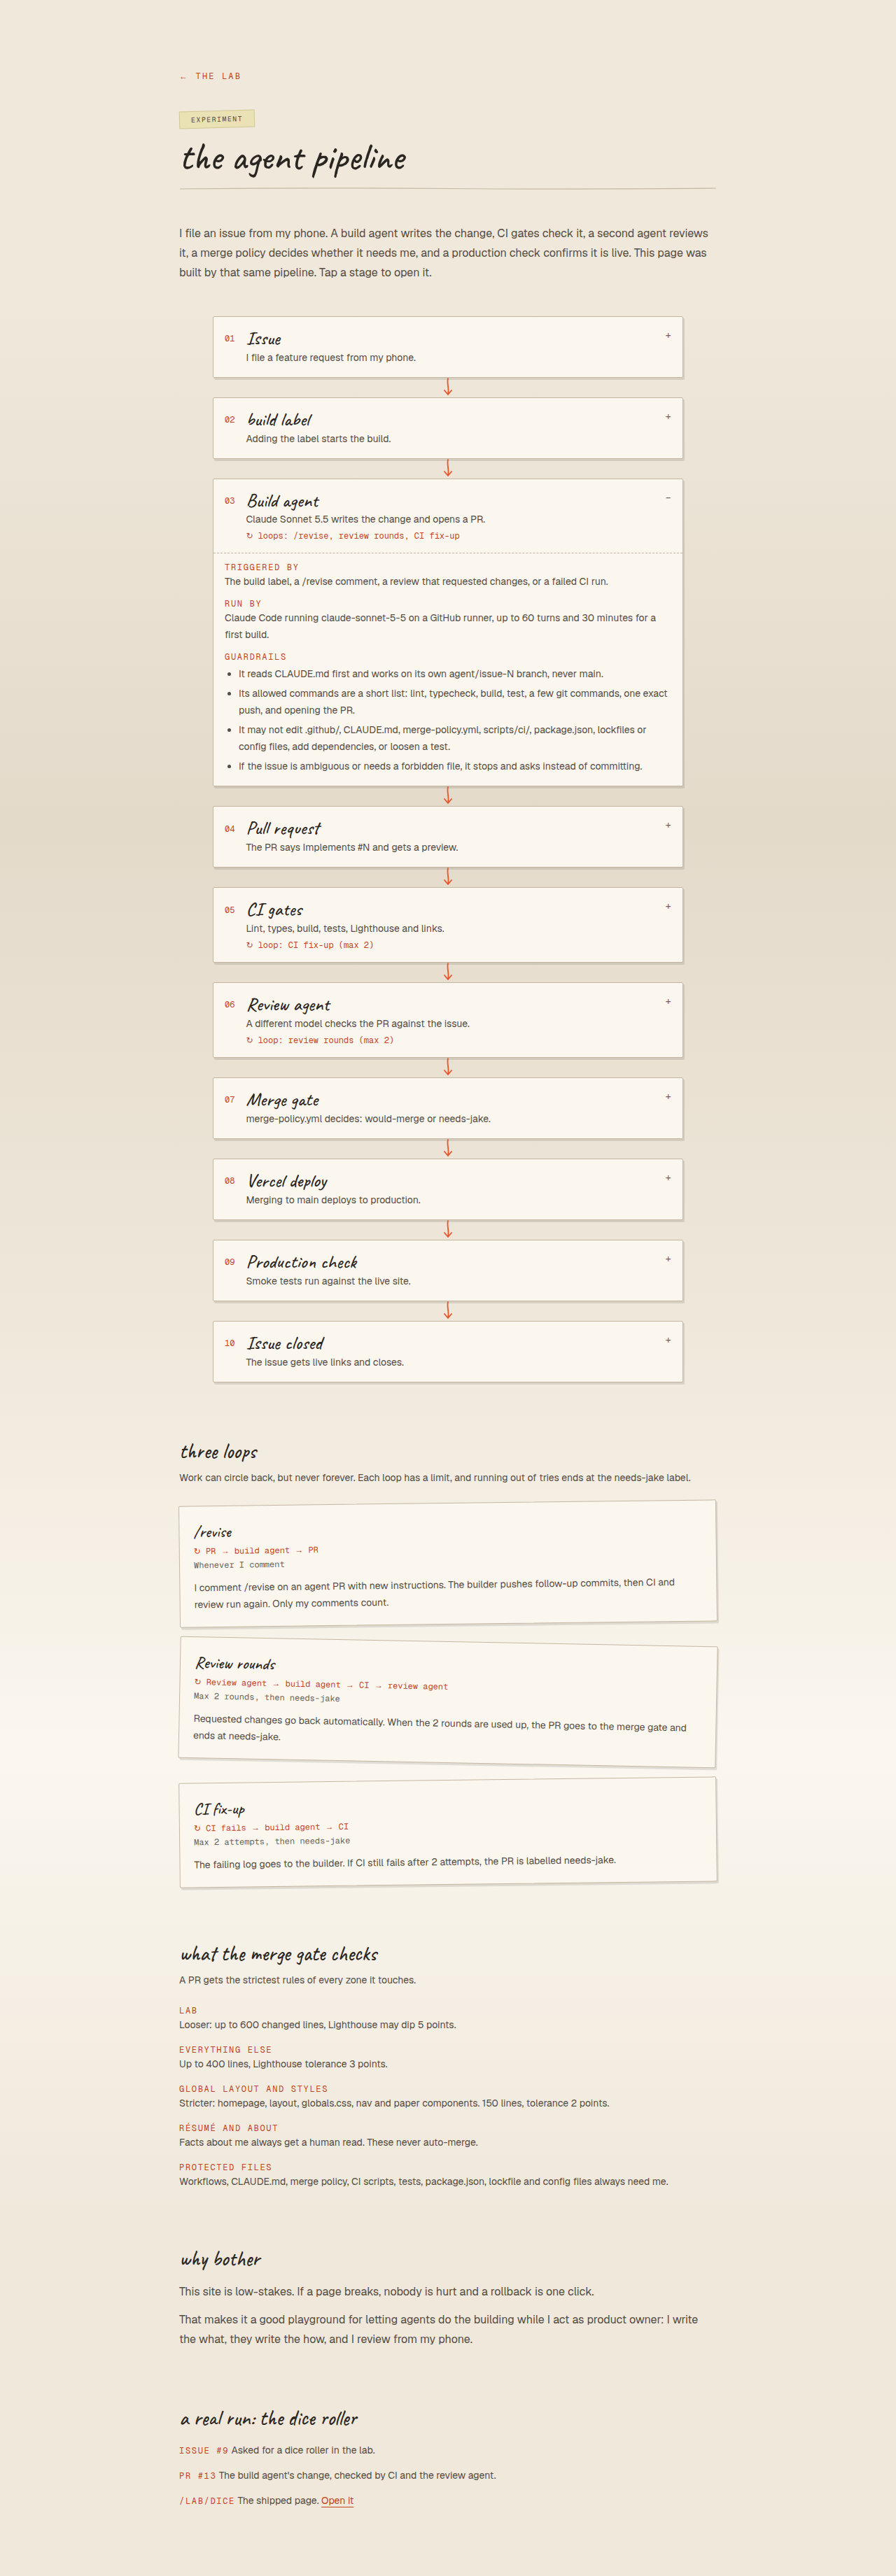 ← THE LAB
EXPERIMENT
the agent pipeline
I file an issue from my phone. A build agent writes the change, CI gates check it, a second agent reviews
it, a merge policy decides whether it needs me, and a production check confirms it is live. This page was
built by that same pipeline. Tap a stage to open it.
01 Issue +
I file a feature request from my phone.
02 build label +
Adding the label starts the build.
03 Build agent −
Claude Sonnet 5.5 writes the change and opens a PR.
↻ loops: /revise, review rounds, CI fix-up
TRIGGERED BY
The build label, a /revise comment, a review that requested changes, or a failed CI run.
RUN BY
Claude Code running claude-sonnet-5-5 on a GitHub runner, up to 60 turns and 30 minutes for a
first build.
GUARDRAILS
• It reads CLAUDE.md first and works on its own agent/issue-N branch, never main.
• Its allowed commands are a short list: lint, typecheck, build, test, a few git commands, one exact
push, and opening the PR.
• It may not edit .github/, CLAUDE.md, merge-policy.yml, scripts/ci/, package.json, lockfiles or
config files, add dependencies, or loosen a test.
• If the issue is ambiguous or needs a forbidden file, it stops and asks instead of committing.
04 Pull request +
The PR says Implements #N and gets a preview.
05 CI gates +
Lint, types, build, tests, Lighthouse and links.
↻ loop: CI fix-up (max 2)
06 Review agent +
A different model checks the PR against the issue.
↻ loop: review rounds (max 2)
07 Merge gate +
merge-policy.yml decides: would-merge or needs-jake.
08 Vercel deploy +
Merging to main deploys to production.
09 Production check +
Smoke tests run against the live site.
10 Issue closed +
The issue gets live links and closes.
three loops
Work can circle back, but never forever. Each loop has a limit, and running out of tries ends at the needs-jake label.
/revise
↻ PR → build agent → PR
Whenever I comment
I comment /revise on an agent PR with new instructions. The builder pushes follow-up commits, then CI and
review run again. Only my comments count.
Review rounds
↻ Review agent → build agent → CI → review agent
Max 2 rounds, then needs-jake
Requested changes go back automatically. When the 2 rounds are used up, the PR goes to the merge gate and
ends at needs-jake.
CI fix-up
↻ CI fails → build agent → CI
Max 2 attempts, then needs-jake
The failing log goes to the builder. If CI still fails after 2 attempts, the PR is labelled needs-jake.
what the merge gate checks
A PR gets the strictest rules of every zone it touches.
LAB
Looser: up to 600 changed lines, Lighthouse may dip 5 points.
EVERYTHING ELSE
Up to 400 lines, Lighthouse tolerance 3 points.
GLOBAL LAYOUT AND STYLES
Stricter: homepage, layout, globals.css, nav and paper components. 150 lines, tolerance 2 points.
RÉSUMÉ AND ABOUT
Facts about me always get a human read. These never auto-merge.
PROTECTED FILES
Workflows, CLAUDE.md, merge policy, CI scripts, tests, package.json, lockfile and config files always need me.
why bother
This site is low-stakes. If a page breaks, nobody is hurt and a rollback is one click.
That makes it a good playground for letting agents do the building while I act as product owner: I write
the what, they write the how, and I review from my phone.
a real run: the dice roller
ISSUE #9 Asked for a dice roller in the lab.
PR #13 The build agent's change, checked by CI and the review agent.
/LAB/DICE The shipped page. Open it